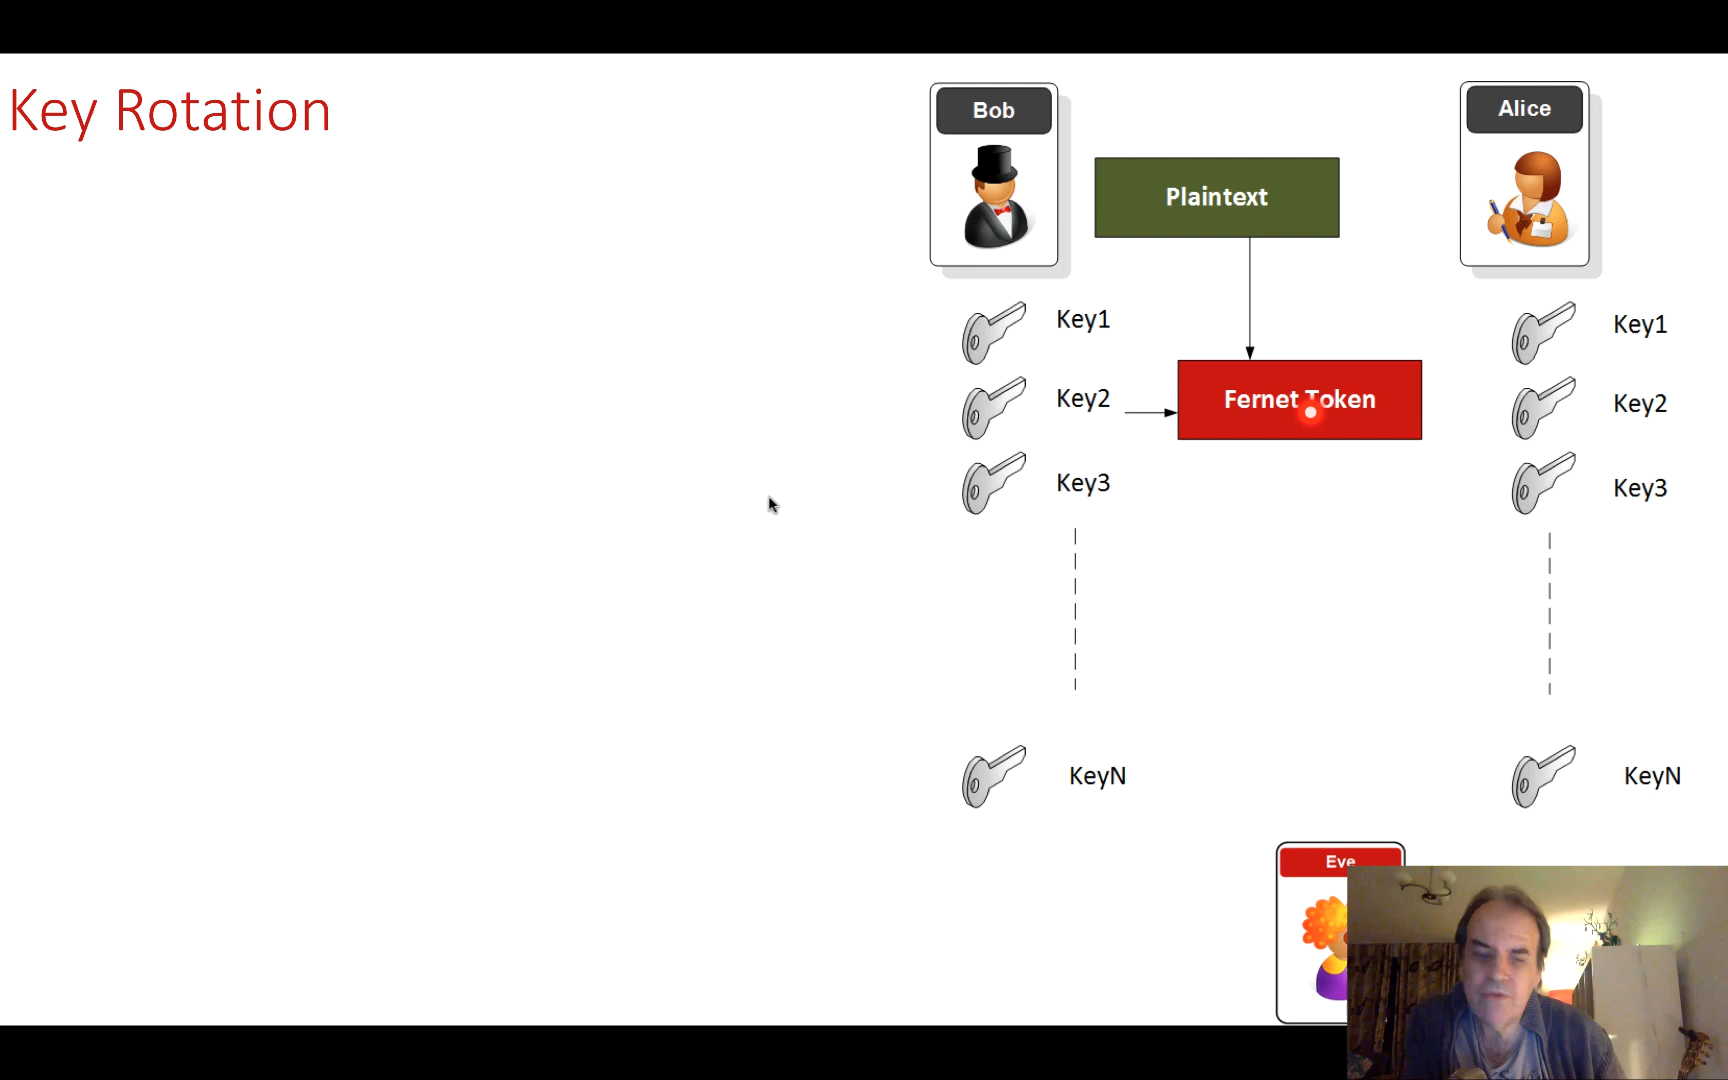 Key Rotation
Bob
Alice
Plaintext
Key1
Key1
Key2
Fernet Token
Key2
Key3
Key3
KeyN
KeyN
Eve